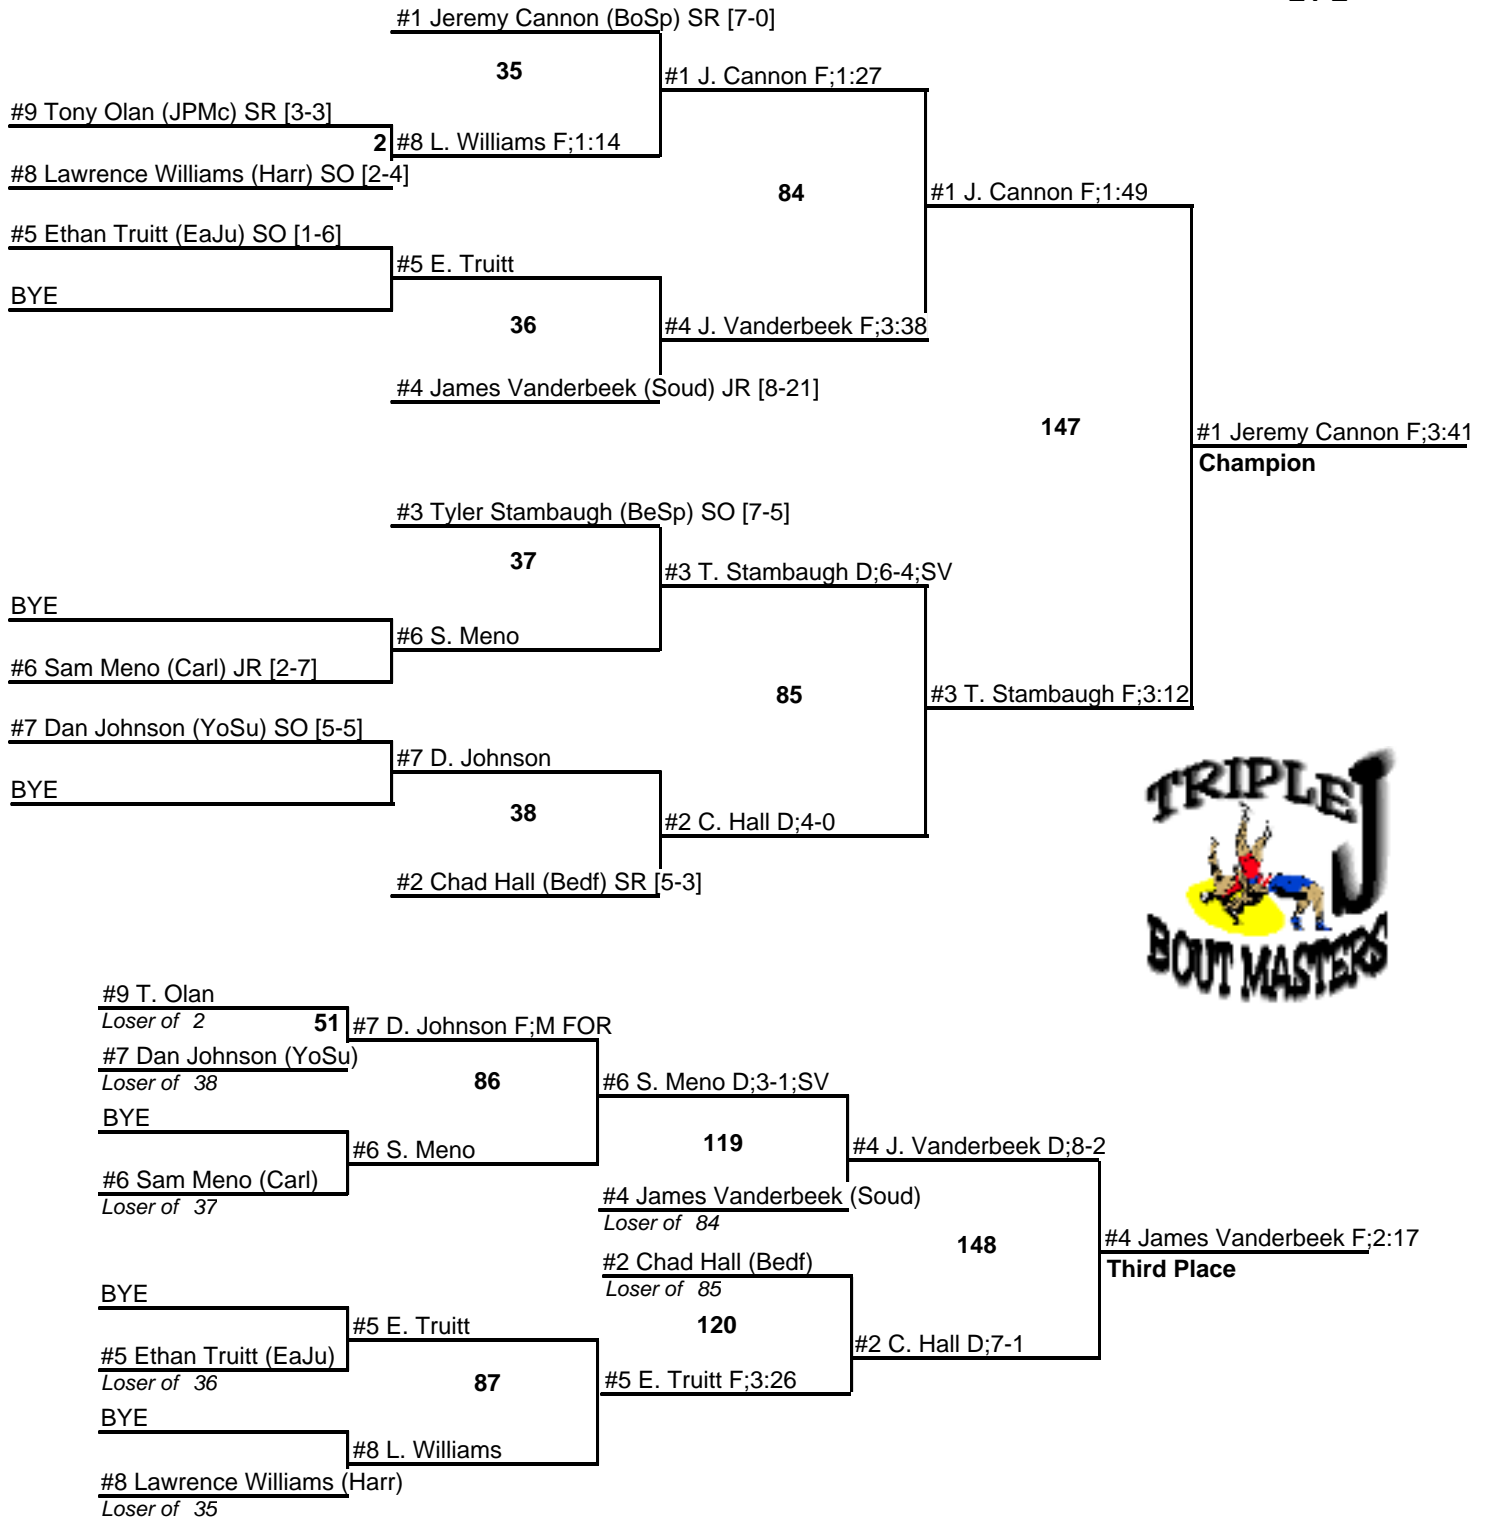 #1 Jeremy Cannon (BoSp) SR [7-0]
35
#1 J. Cannon F;1:27
#9 Tony Olan (JPMc) SR [3-3]
2
#8 L. Williams F;1:14
#8 Lawrence Williams (Harr) SO [2-4]
84
#1 J. Cannon F;1:49
#5 Ethan Truitt (EaJu) SO [1-6]
#5 E. Truitt
BYE
36
#4 J. Vanderbeek F;3:38
#4 James Vanderbeek (Soud) JR [8-21]
147
#1 Jeremy Cannon F;3:41
Champion
#3 Tyler Stambaugh (BeSp) SO [7-5]
37
#3 T. Stambaugh D;6-4;SV
BYE
#6 S. Meno
#6 Sam Meno (Carl) JR [2-7]
85
#3 T. Stambaugh F;3:12
#7 Dan Johnson (YoSu) SO [5-5]
#7 D. Johnson
BYE
38
#2 C. Hall D;4-0
#2 Chad Hall (Bedf) SR [5-3]
TRIPLE J
BOUT MASTERS
#9 T. Olan
Loser of 2
51
#7 D. Johnson F;M FOR
#7 Dan Johnson (YoSu)
Loser of 38
86
#6 S. Meno D;3-1;SV
BYE
#6 S. Meno
119
#4 J. Vanderbeek D;8-2
#6 Sam Meno (Carl)
Loser of 37
#4 James Vanderbeek (Soud)
Loser of 84
148
#4 James Vanderbeek F;2:17
Third Place
#2 Chad Hall (Bedf)
Loser of 85
BYE
#5 E. Truitt
120
#2 C. Hall D;7-1
#5 Ethan Truitt (EaJu)
Loser of 36
87
#5 E. Truitt F;3:26
BYE
#8 L. Williams
#8 Lawrence Williams (Harr)
Loser of 35